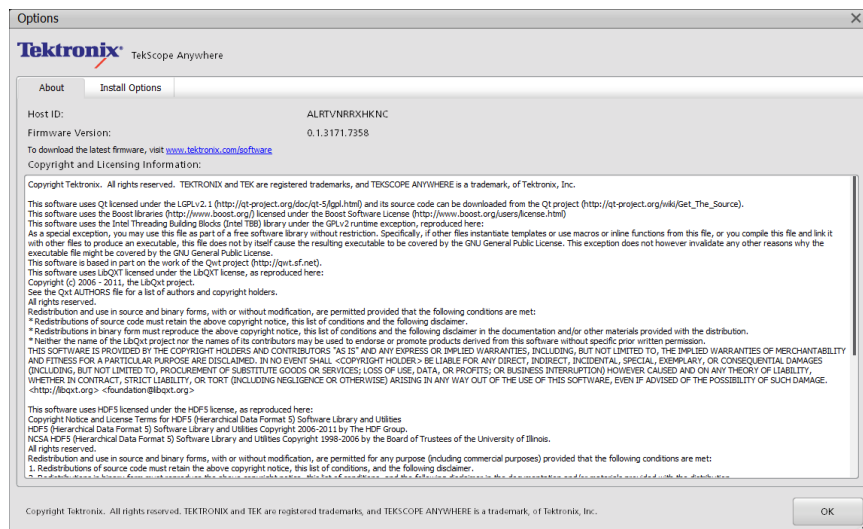 Options
Tektronix®
TekScope Anywhere
About
Install Options
Host ID:
ALRTVNRRXHKNC
Firmware Version:
0.1.3171.7358
To download the latest firmware, visit www.tektronix.com/software
Copyright and Licensing Information:
Copyright Tektronix. All rights reserved. TEKTRONIX and TEK are registered trademarks, and TEKSCOPE ANYWHERE is a trademark, of Tektronix, Inc.
This software uses Qt licensed under the LGPLv2.1 (http://qt-project.org/doc/qt-5/lgpl.html) and its source code can be downloaded from the Qt project (http://qt-project.org/wiki/Get_The_Source).
This software uses the Boost libraries (http://www.boost.org/) licensed under the Boost Software License (http://www.boost.org/users/license.html)
This software uses the Intel Threading Building Blocks (Intel TBB) library under the GPLv2 runtime exception, reproduced here:
As a special exception, you may use this file as part of a free software library without restriction. Specifically, if other files instantiate templates or use macros or inline functions from this file, or you compile this file and link it
with other files to produce an executable, this file does not by itself cause the resulting executable to be covered by the GNU General Public License. This exception does not however invalidate any other reasons why the
executable file might be covered by the GNU General Public License.
This software is based in part on the work of the Qwt project (http://qwt.sf.net).
This software uses LibQXT licensed under the LibQXT license, as reproduced here:
Copyright (c) 2006 - 2011, the LibQxt project.
See the Qxt AUTHORS file for a list of authors and copyright holders.
All rights reserved.
Redistribution and use in source and binary forms, with or without modification, are permitted provided that the following conditions are met:
* Redistributions of source code must retain the above copyright notice, this list of conditions and the following disclaimer.
* Redistributions in binary form must reproduce the above copyright notice, this list of conditions and the following disclaimer in the documentation and/or other materials provided with the distribution.
* Neither the name of the LibQxt project nor the names of its contributors may be used to endorse or promote products derived from this software without specific prior written permission.
THIS SOFTWARE IS PROVIDED BY THE COPYRIGHT HOLDERS AND CONTRIBUTORS "AS IS" AND ANY EXPRESS OR IMPLIED WARRANTIES, INCLUDING, BUT NOT LIMITED TO, THE IMPLIED WARRANTIES OF MERCHANTABILITY
AND FITNESS FOR A PARTICULAR PURPOSE ARE DISCLAIMED. IN NO EVENT SHALL <COPYRIGHT HOLDER> BE LIABLE FOR ANY DIRECT, INDIRECT, INCIDENTAL, SPECIAL, EXEMPLARY, OR CONSEQUENTIAL DAMAGES
(INCLUDING, BUT NOT LIMITED TO, PROCUREMENT OF SUBSTITUTE GOODS OR SERVICES; LOSS OF USE, DATA, OR PROFITS; OR BUSINESS INTERRUPTION) HOWEVER CAUSED AND ON ANY THEORY OF LIABILITY,
WHETHER IN CONTRACT, STRICT LIABILITY, OR TORT (INCLUDING NEGLIGENCE OR OTHERWISE) ARISING IN ANY WAY OUT OF THE USE OF THIS SOFTWARE, EVEN IF ADVISED OF THE POSSIBILITY OF SUCH DAMAGE.
<http://libqxt.org> <foundation@libqxt.org>
This software uses HDF5 licensed under the HDF5 license, as reproduced here:
Copyright Notice and License Terms for HDF5 (Hierarchical Data Format 5) Software Library and Utilities
HDF5 (Hierarchical Data Format 5) Software Library and Utilities Copyright 2006-2011 by The HDF Group.
NCSA HDF5 (Hierarchical Data Format 5) Software Library and Utilities Copyright 1998-2006 by the Board of Trustees of the University of Illinois.
All rights reserved.
Redistribution and use in source and binary forms, with or without modification, are permitted for any purpose (including commercial purposes) provided that the following conditions are met:
1. Redistributions of source code must retain the above copyright notice, this list of conditions, and the following disclaimer.
2. Redistributions in binary form must reproduce the above copyright notice, this list of conditions, and the following disclaimer in the documentation and/or materials provided with the distribution.
Copyright Tektronix. All rights reserved. TEKTRONIX and TEK are registered trademarks, and TEKSCOPE ANYWHERE is a trademark, of Tektronix, Inc.
OK